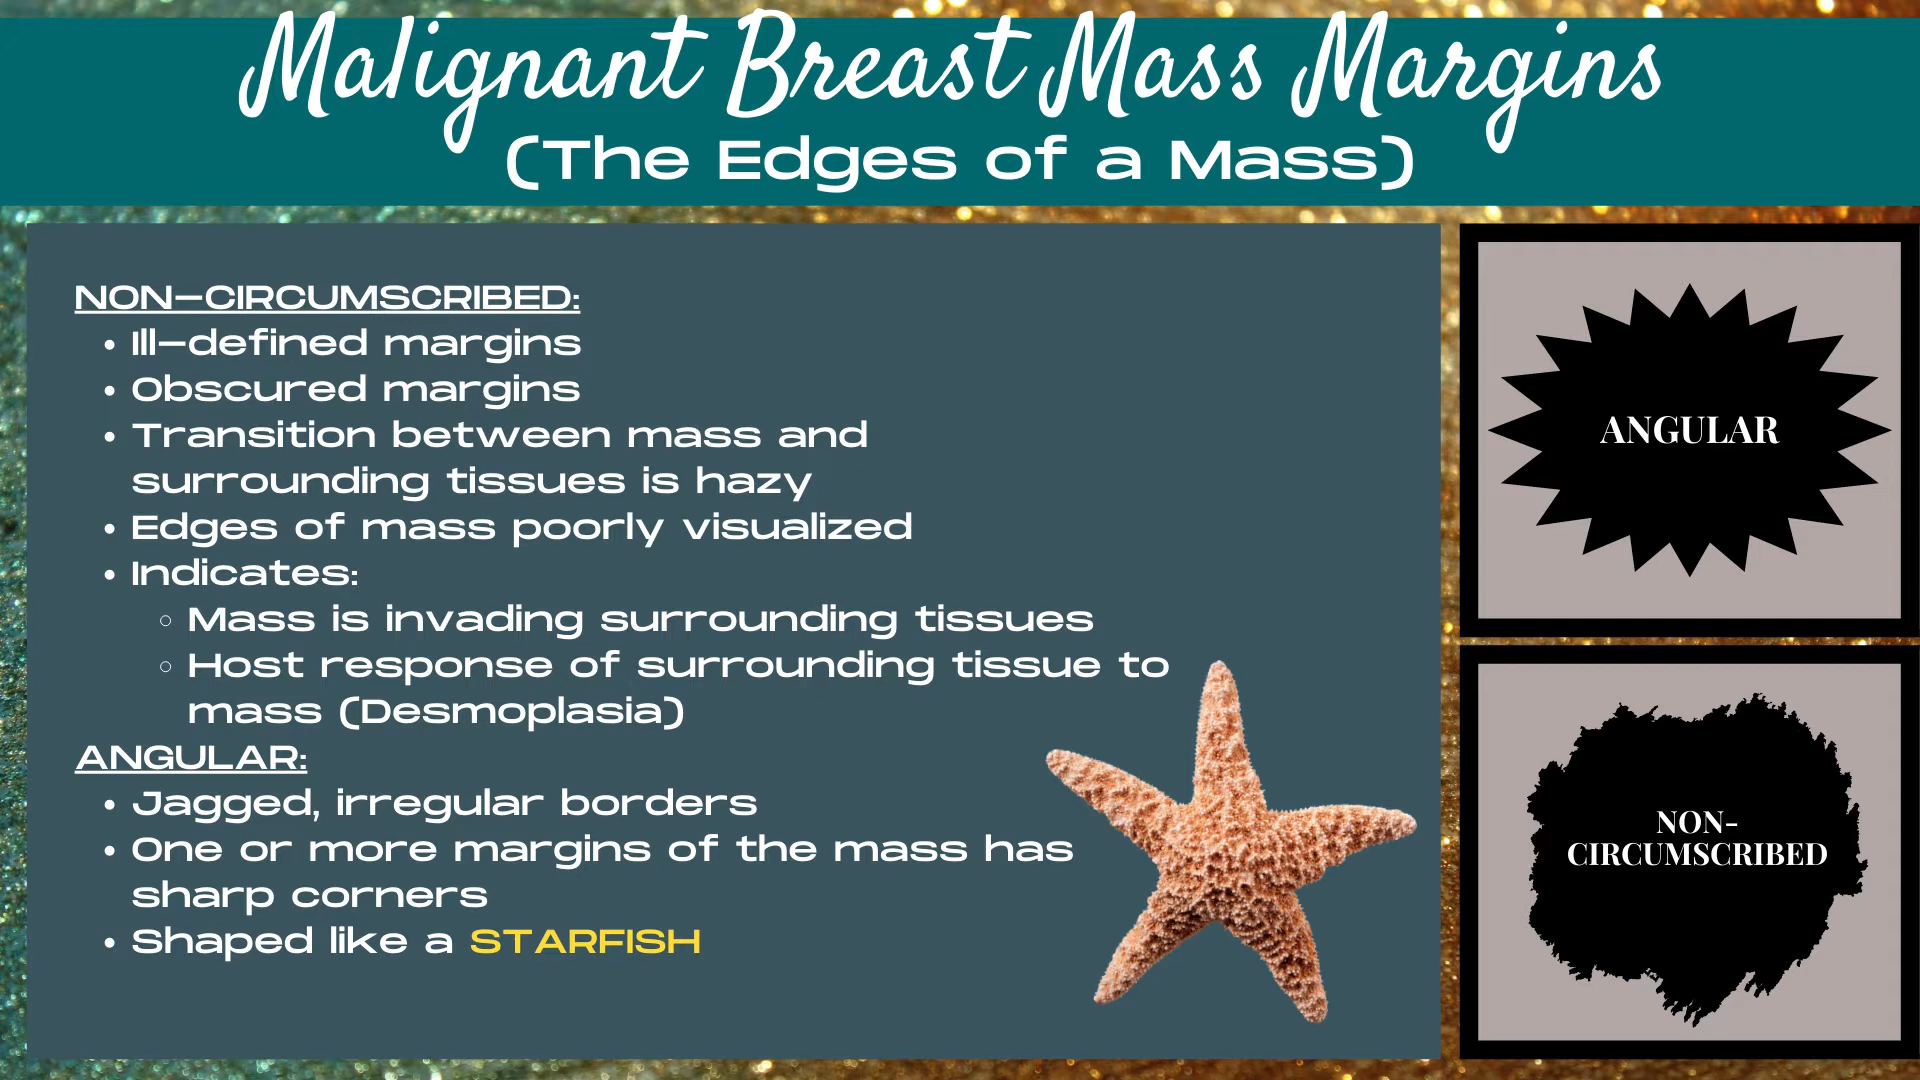 Malignant Breast Mass Margins
(The Edges of a Mass)
NON-CIRCUMSCRIBED:
• Ill-defined margins
• Obscured margins
• Transition between mass and
surrounding tissues is hazy
• Edges of mass poorly visualized
• Indicates:
◦ Mass is invading surrounding tissues
◦ Host response of surrounding tissue to
mass (Desmoplasia)
ANGULAR:
• Jagged, irregular borders
• One or more margins of the mass has
sharp corners
• Shaped like a STARFISH
ANGULAR
NON-
CIRCUMSCRIBED